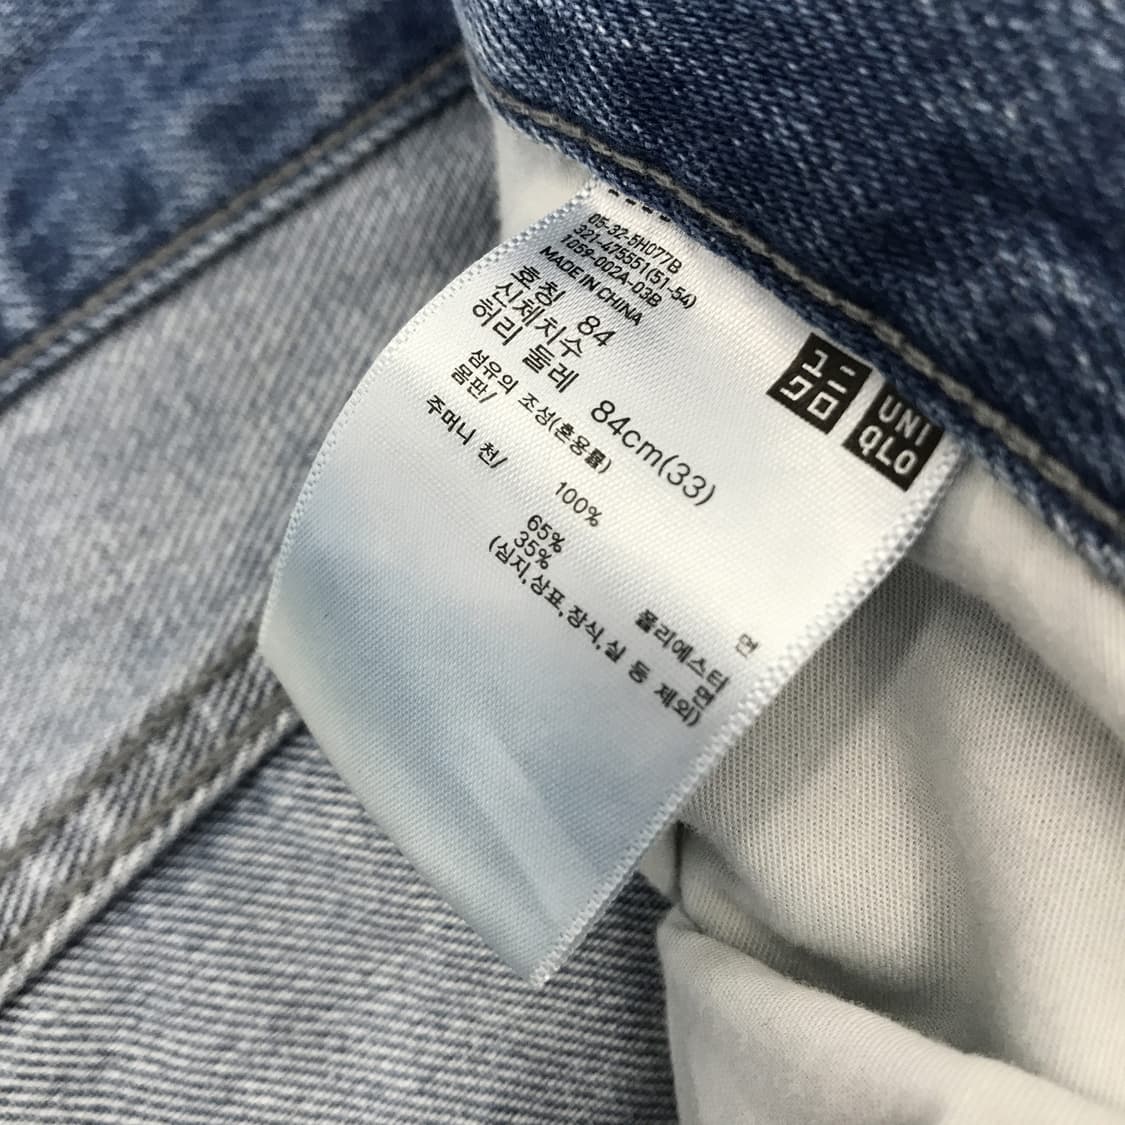 05-32-5H077B
321-475551(51-54)
1059-002A-03B
MADE IN CHINA
호칭 84
신체치수
허리 둘레 84cm(33)
섬유의 조성(혼용률)
몸판/
100% 면
주머니 천/
65% 폴리에스터
35% 면
(심지,상표,장식,실 등 제외)
ユニ
クロ
UNI
QLO